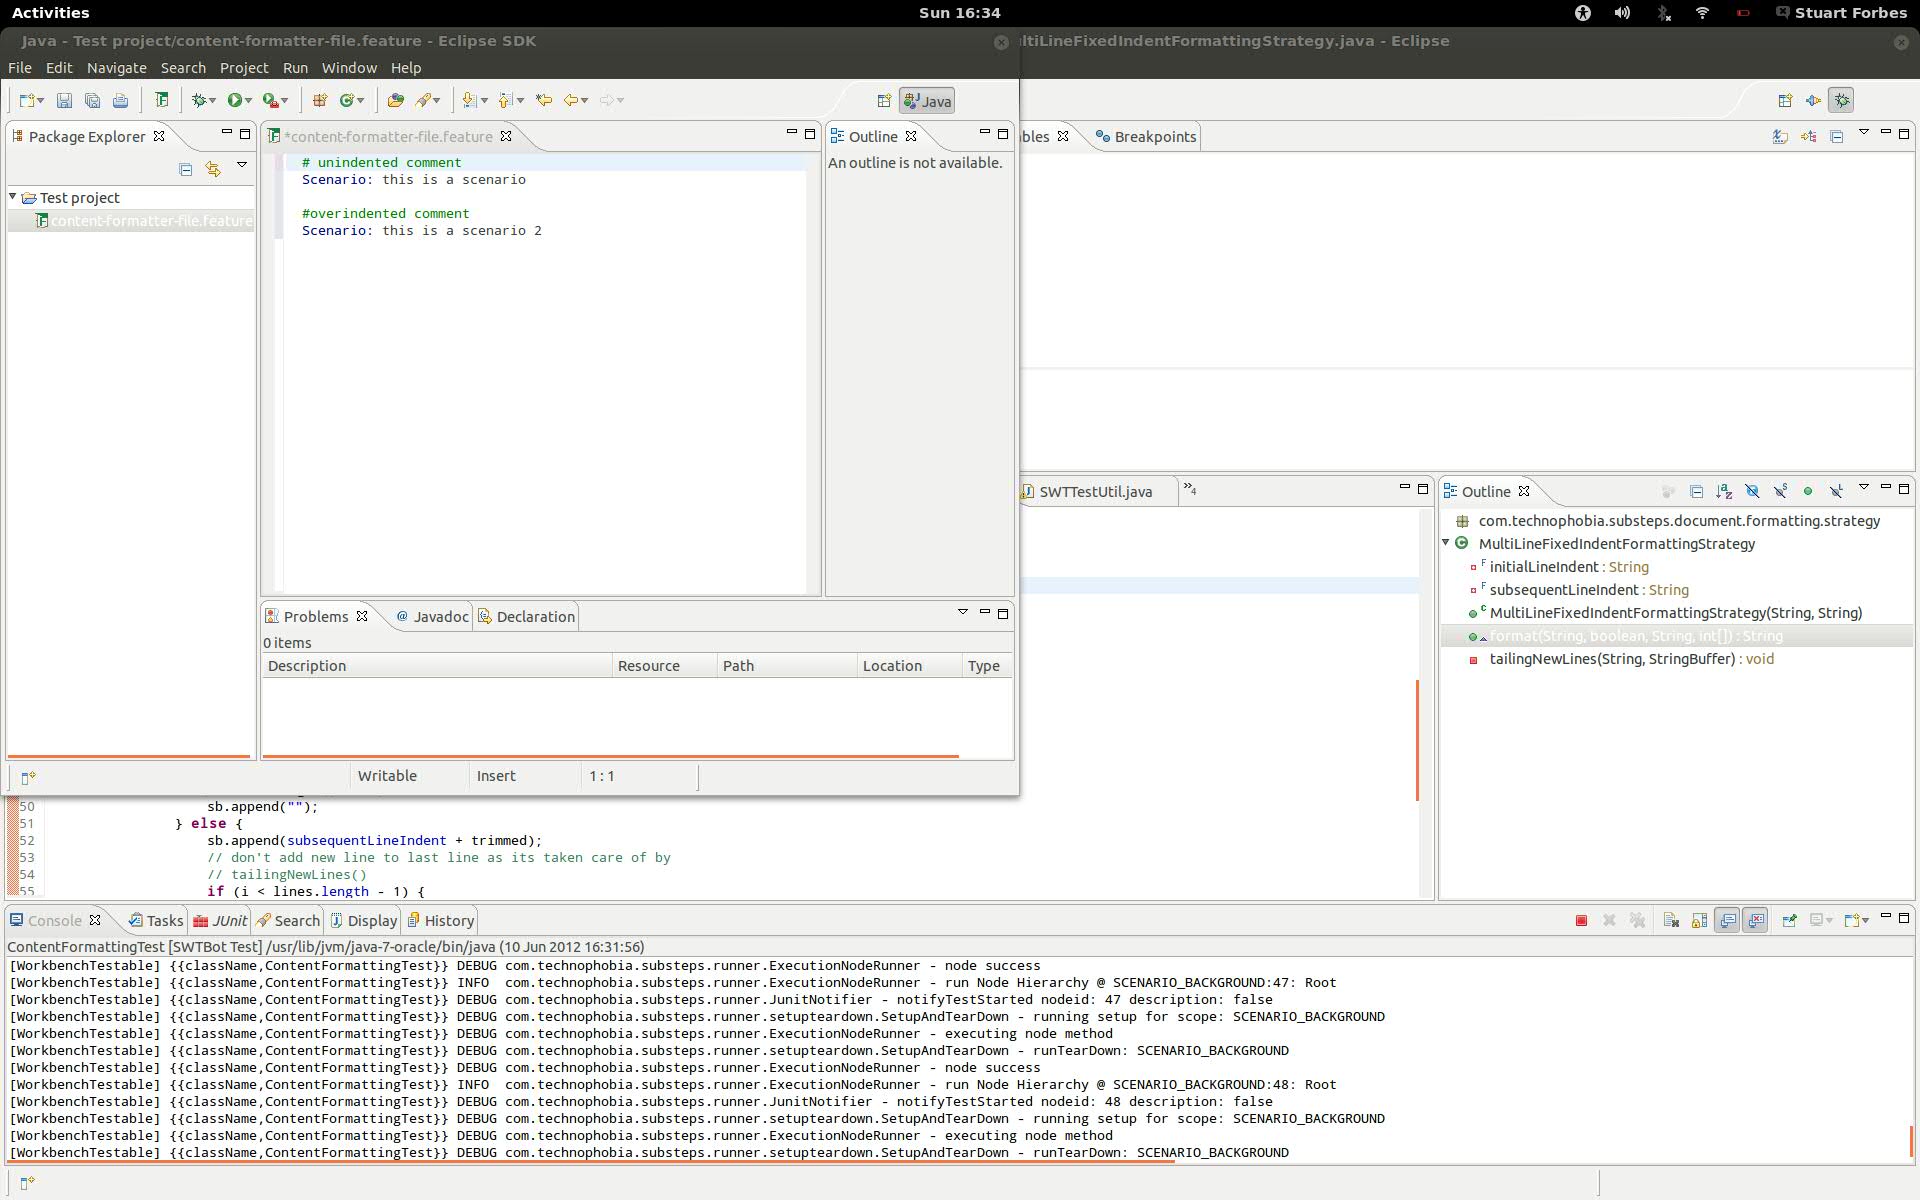 Activities
Sun 16:34
Stuart Forbes
Java - Test project/content-formatter-file.feature - Eclipse SDK
ltiLineFixedIndentFormattingStrategy.java - Eclipse
File Edit Navigate Search Project Run Window Help
Java
Package Explorer
*content-formatter-file.feature
Outline
bles
Breakpoints
Test project
content-formatter-file.feature
# unindented comment
Scenario: this is a scenario
#overindented comment
Scenario: this is a scenario 2
An outline is not available.
SWTTestUtil.java
»4
Outline
com.technophobia.substeps.document.formatting.strategy
MultiLineFixedIndentFormattingStrategy
initialLineIndent : String
subsequentLineIndent : String
MultiLineFixedIndentFormattingStrategy(String, String)
format(String, boolean, String, int[]) : String
tailingNewLines(String, StringBuffer) : void
Problems
@ Javadoc
Declaration
0 items
Description Resource Path Location Type
Writable Insert 1 : 1
50 sb.append("");
51 } else {
52 sb.append(subsequentLineIndent + trimmed);
53 // don't add new line to last line as its taken care of by
54 // tailingNewLines()
55 if (i < lines.length - 1) {
Console Tasks JUnit Search Display History
ContentFormattingTest [SWTBot Test] /usr/lib/jvm/java-7-oracle/bin/java (10 Jun 2012 16:31:56)
[WorkbenchTestable] {{className,ContentFormattingTest}} DEBUG com.technophobia.substeps.runner.ExecutionNodeRunner - node success
[WorkbenchTestable] {{className,ContentFormattingTest}} INFO  com.technophobia.substeps.runner.ExecutionNodeRunner - run Node Hierarchy @ SCENARIO_BACKGROUND:47: Root
[WorkbenchTestable] {{className,ContentFormattingTest}} DEBUG com.technophobia.substeps.runner.JunitNotifier - notifyTestStarted nodeid: 47 description: false
[WorkbenchTestable] {{className,ContentFormattingTest}} DEBUG com.technophobia.substeps.runner.setupteardown.SetupAndTearDown - running setup for scope: SCENARIO_BACKGROUND
[WorkbenchTestable] {{className,ContentFormattingTest}} DEBUG com.technophobia.substeps.runner.ExecutionNodeRunner - executing node method
[WorkbenchTestable] {{className,ContentFormattingTest}} DEBUG com.technophobia.substeps.runner.setupteardown.SetupAndTearDown - runTearDown: SCENARIO_BACKGROUND
[WorkbenchTestable] {{className,ContentFormattingTest}} DEBUG com.technophobia.substeps.runner.ExecutionNodeRunner - node success
[WorkbenchTestable] {{className,ContentFormattingTest}} INFO  com.technophobia.substeps.runner.ExecutionNodeRunner - run Node Hierarchy @ SCENARIO_BACKGROUND:48: Root
[WorkbenchTestable] {{className,ContentFormattingTest}} DEBUG com.technophobia.substeps.runner.JunitNotifier - notifyTestStarted nodeid: 48 description: false
[WorkbenchTestable] {{className,ContentFormattingTest}} DEBUG com.technophobia.substeps.runner.setupteardown.SetupAndTearDown - running setup for scope: SCENARIO_BACKGROUND
[WorkbenchTestable] {{className,ContentFormattingTest}} DEBUG com.technophobia.substeps.runner.ExecutionNodeRunner - executing node method
[WorkbenchTestable] {{className,ContentFormattingTest}} DEBUG com.technophobia.substeps.runner.setupteardown.SetupAndTearDown - runTearDown: SCENARIO_BACKGROUND